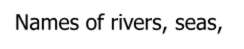 Names of rivers, seas,